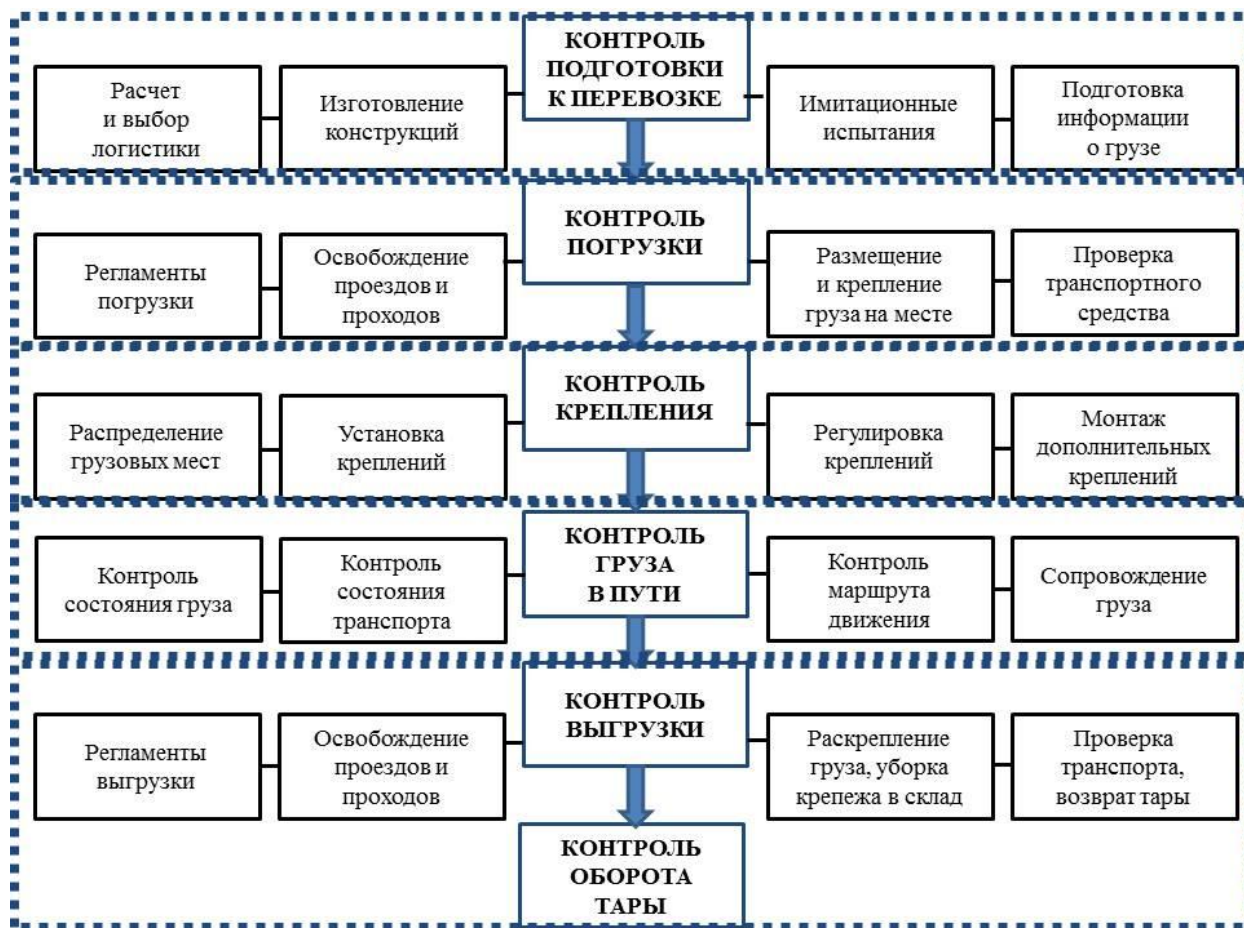 КОНТРОЛЬ
ПОДГОТОВКИ
К ПЕРЕВОЗКЕ
Расчет
и выбор
логистики
Изготовление
конструкций
Имитационные
испытания
Подготовка
информации
о грузе
КОНТРОЛЬ
ПОГРУЗКИ
Регламенты
погрузки
Освобождение
проездов и
проходов
Размещение
и крепление
груза на месте
Проверка
транспортного
средства
КОНТРОЛЬ
КРЕПЛЕНИЯ
Распределение
грузовых мест
Установка
креплений
Регулировка
креплений
Монтаж
дополнительных
креплений
КОНТРОЛЬ
ГРУЗА
В ПУТИ
Контроль
состояния груза
Контроль
состояния
транспорта
Контроль
маршрута
движения
Сопровождение
груза
КОНТРОЛЬ
ВЫГРУЗКИ
Регламенты
выгрузки
Освобождение
проездов и
проходов
Раскрепление
груза, уборка
крепежа в склад
Проверка
транспорта,
возврат тары
КОНТРОЛЬ
ОБОРОТА
ТАРЫ